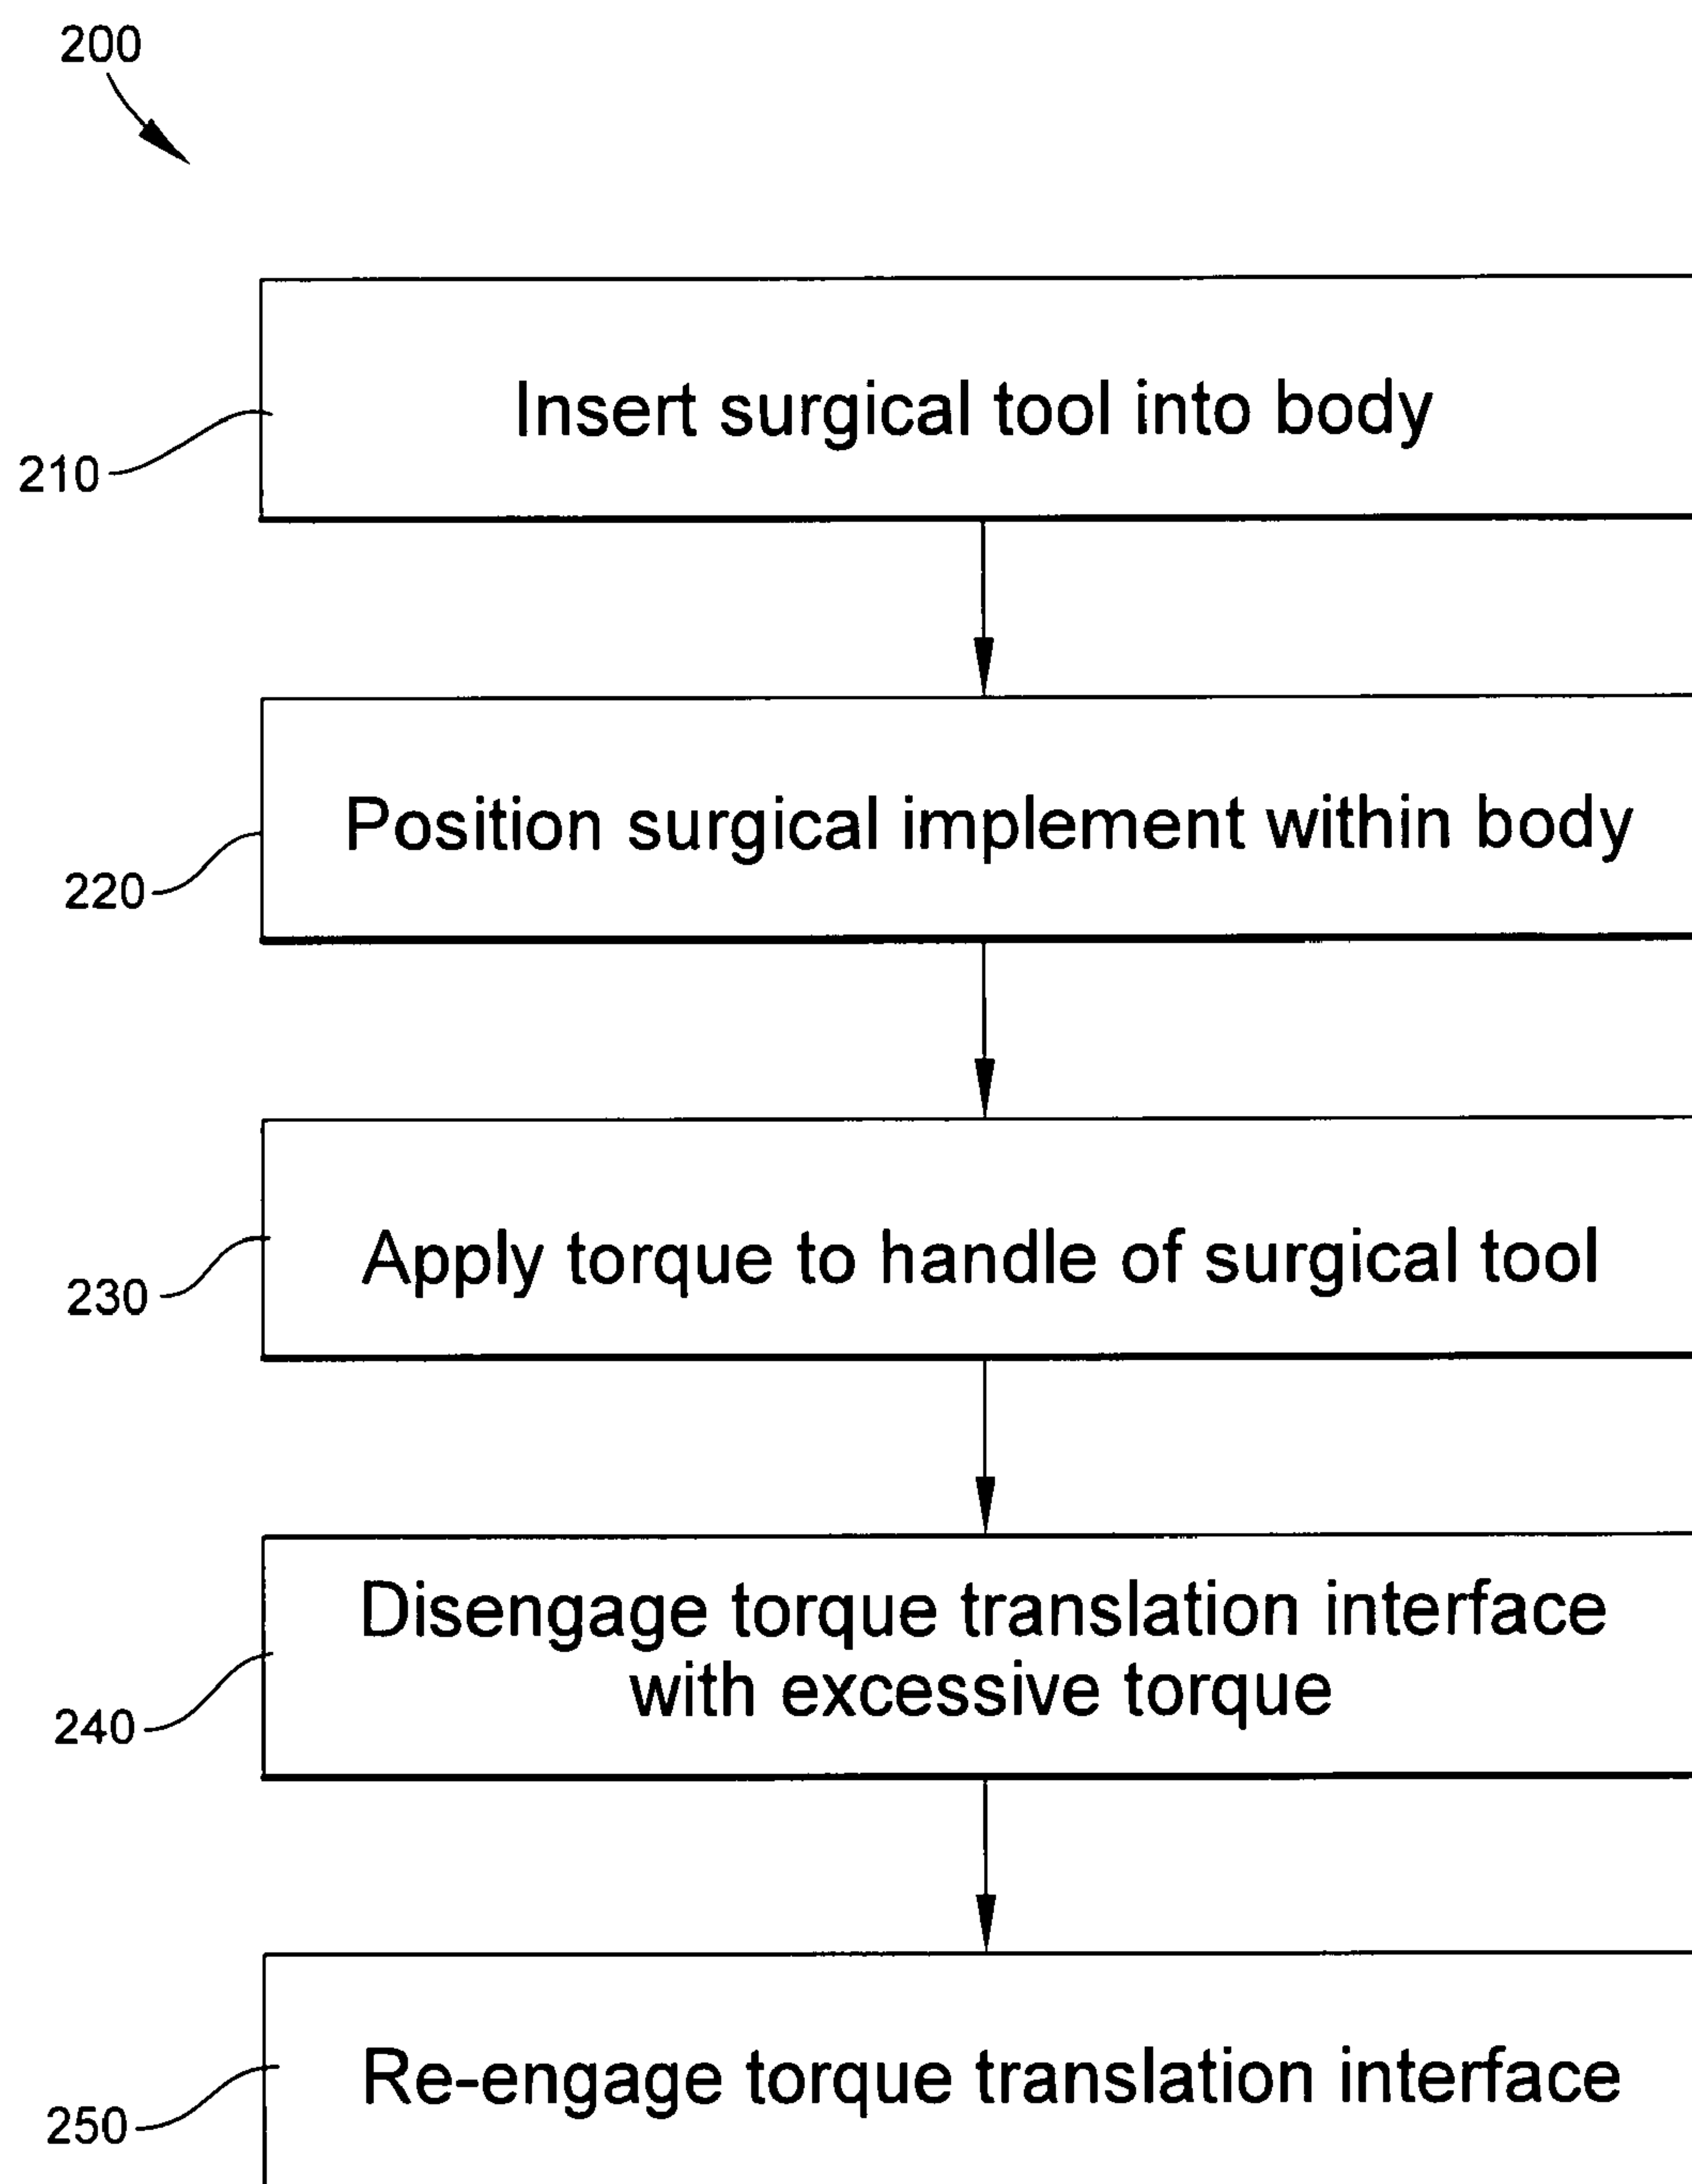 200
Insert surgical tool into body
210
Position surgical implement within body
220
Apply torque to handle of surgical tool
230
Disengage torque translation interface
with excessive torque
240
Re-engage torque translation interface
250